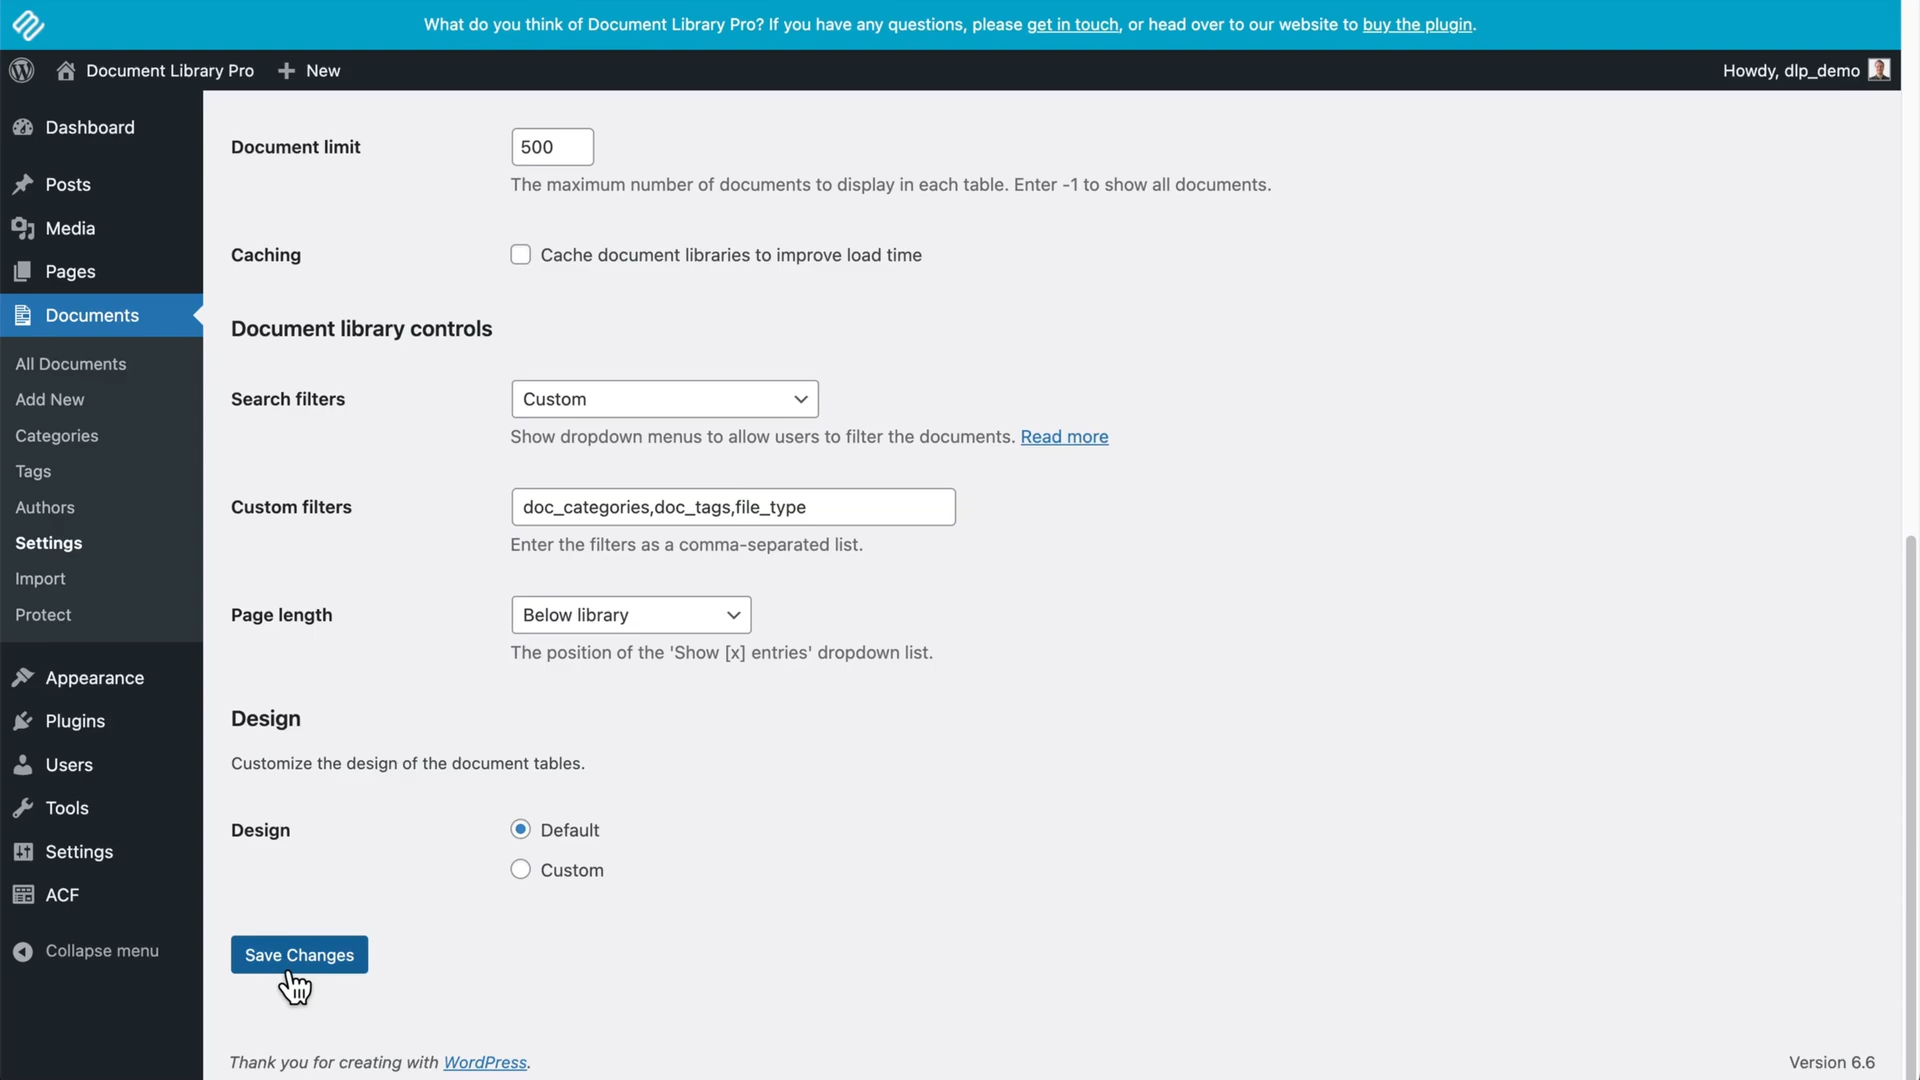 What do you think of Document Library Pro? If you have any questions, please get in touch, or head over to our website to buy the plugin.
Document Library Pro
New
Howdy, dlp_demo
Dashboard
Posts
Media
Pages
Documents
All Documents
Add New
Categories
Tags
Authors
Settings
Import
Protect
Appearance
Plugins
Users
Tools
Settings
ACF
Collapse menu
Document limit
500
The maximum number of documents to display in each table. Enter -1 to show all documents.
Caching
Cache document libraries to improve load time
Document library controls
Search filters
Custom
Show dropdown menus to allow users to filter the documents. Read more
Custom filters
doc_categories,doc_tags,file_type
Enter the filters as a comma-separated list.
Page length
Below library
The position of the 'Show [x] entries' dropdown list.
Design
Customize the design of the document tables.
Design
Default
Custom
Save Changes
Thank you for creating with WordPress.
Version 6.6